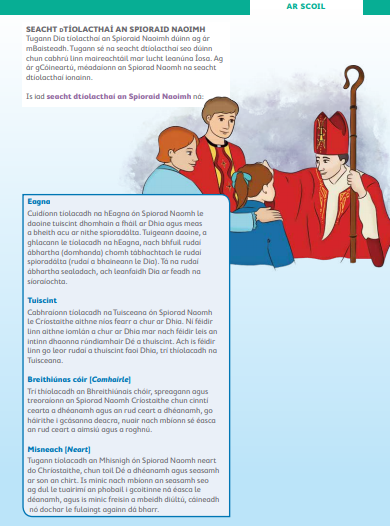 AR SCOIL
SEACHT dTÍOLACTHAÍ AN SPIORAID NAOIMH
Tugann Dia tíolacthaí an Spioraid Naoimh dúinn ag ár
mBaisteadh. Tugann sé na seacht dtíolacthaí seo dúinn
chun cabhrú linn maireachtáil mar lucht leanúna Íosa. Ag
ár gCóineartú, méadaíonn an Spiorad Naomh na seacht
dtíolacthaí ionainn.
Is iad seacht dtíolacthaí an Spioraid Naoimh ná:
Eagna
Cuidíonn tíolacadh na hEagna ón Spiorad Naomh le
daoine tuiscint dhomhain a fháil ar Dhia agus meas
a bheith acu ar nithe spioradálta. Tuigeann daoine, a
ghlacann le tíolacadh na hEagna, nach bhfuil rudaí
ábhartha (domhanda) chomh tábhachtach le rudaí
spioradálta (rudaí a bhaineann le Dia). Tá na rudaí
ábhartha sealadach, ach leanfaidh Dia ar feadh na
síoraíochta.
Tuiscint
Cabhraíonn tíolacadh na Tuisceana ón Spiorad Naomh
le Críostaithe aithne níos fearr a chur ar Dhia. Ní féidir
linn aithne iomlán a chur ar Dhia mar nach féidir leis an
intinn dhaonna rúndiamhair Dé a thuiscint. Ach is féidir
linn go leor rudaí a thuiscint faoi Dhia, trí thíolacadh na
Tuisceana.
Breithiúnas cóir [Comhairle]
Trí thíolacadh an Bhreithiúnais chóir, spreagann agus
treoraíonn an Spiorad Naomh Críostaithe chun cinntí
cearta a dhéanamh agus an rud ceart a dhéanamh, go
háirithe i gcásanna deacra, nuair nach mbíonn sé éasca
an rud ceart a aimsiú agus a roghnú.
Misneach [Neart]
Tugann tíolacadh an Mhisnigh ón Spiorad Naomh neart
do Chríostaithe, chun toil Dé a dhéanamh agus seasamh
ar son an chirt. Is minic nach mbíonn an seasamh seo
ag dul le tuairimí an phobail i gcoitinne ná éasca le
déanamh, agus is minic freisin a mbeidh diúltú, cáineadh
nó dochar le fulaingt againn dá bharr.